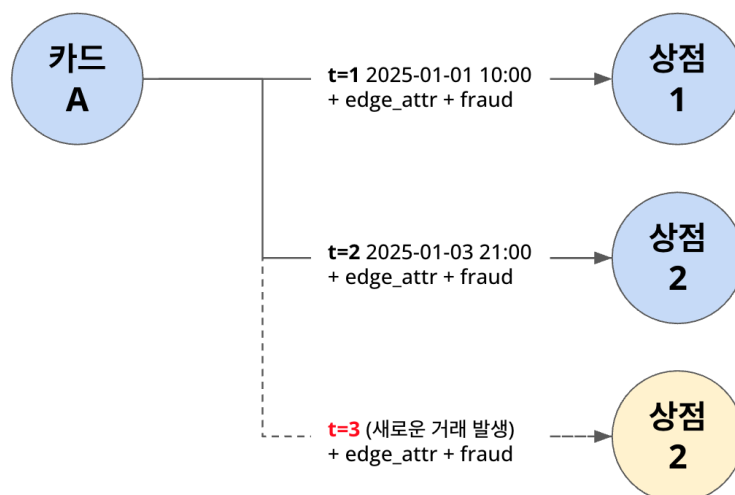 카드
A
t=1 2025-01-01 10:00
+ edge_attr + fraud
상점
1
t=2 2025-01-03 21:00
+ edge_attr + fraud
상점
2
t=3 (새로운 거래 발생)
+ edge_attr + fraud
상점
2